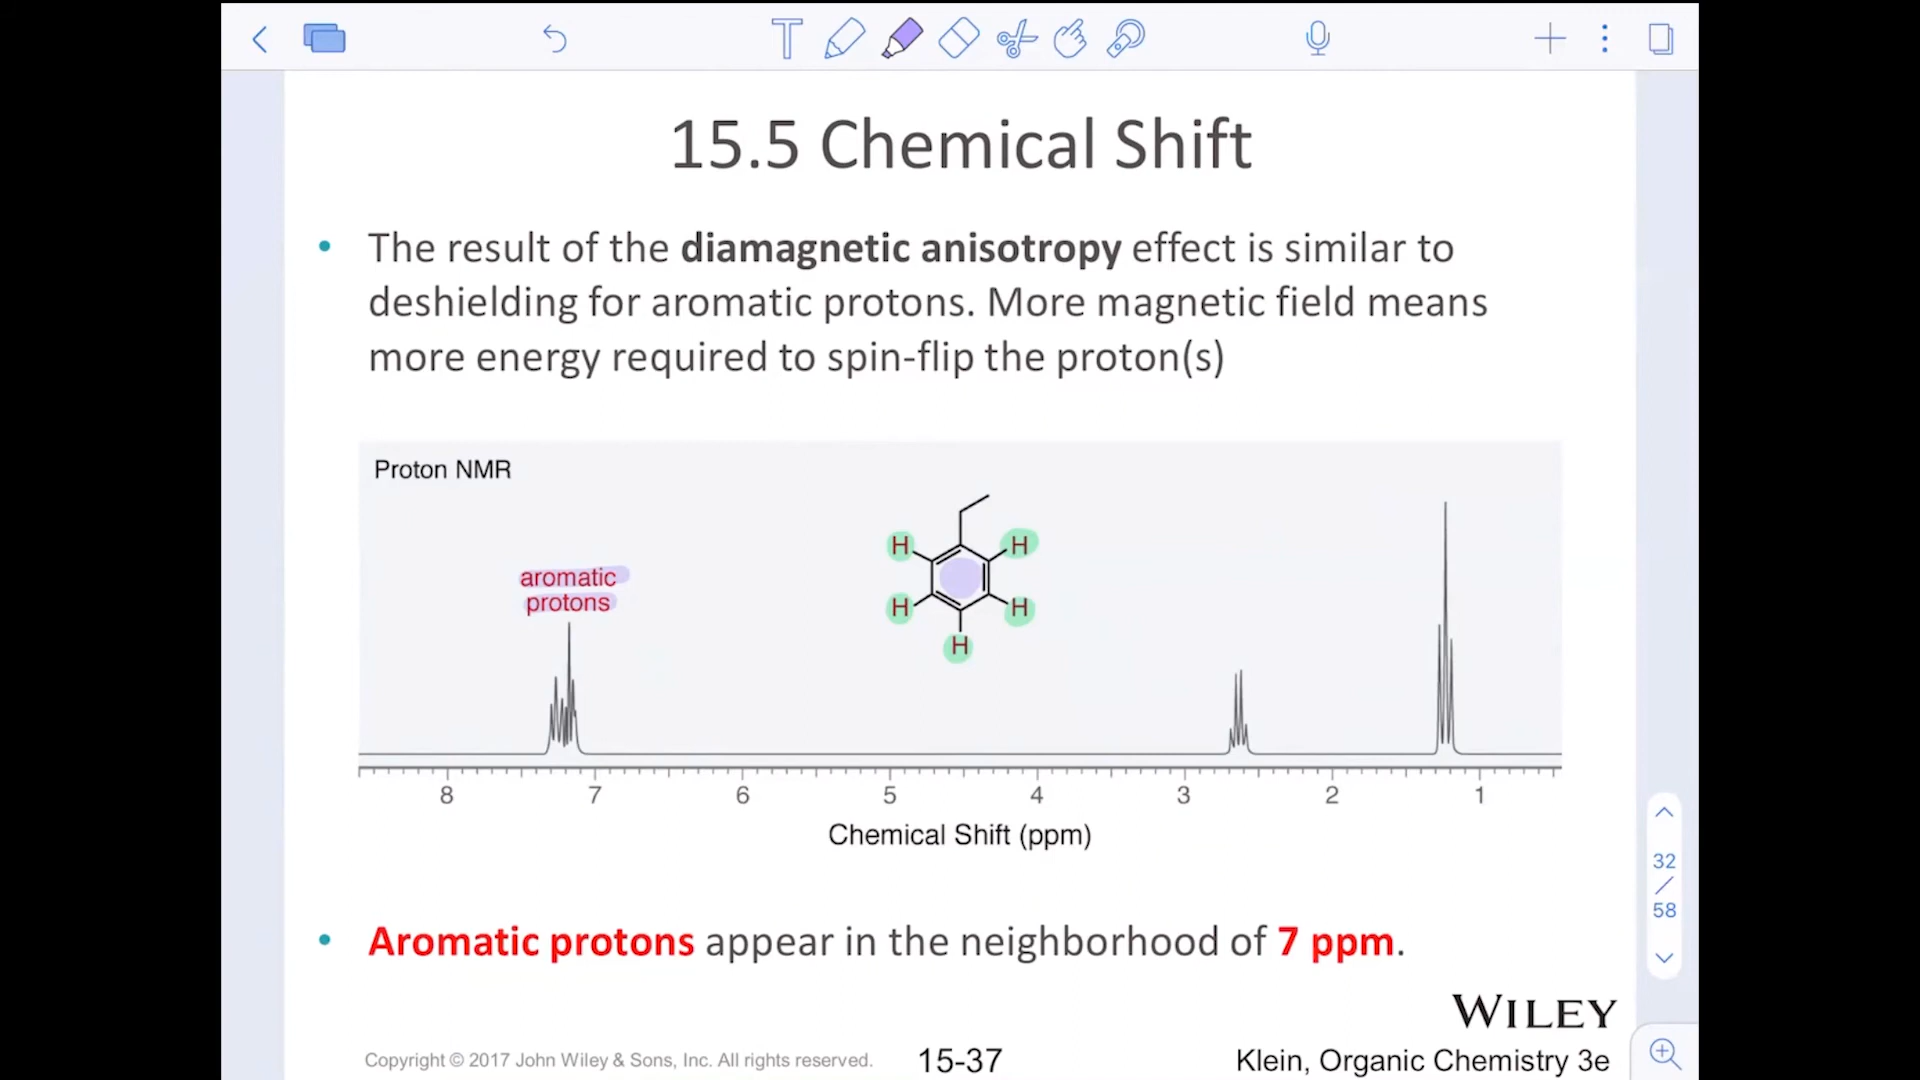 15.5 Chemical Shift
• The result of the diamagnetic anisotropy effect is similar to
deshielding for aromatic protons. More magnetic field means
more energy required to spin-flip the proton(s)
Proton NMR
H H
aromatic
protons
H H
H
8 7 6 5 4 3 2 1
Chemical Shift (ppm)
32
/
58
• Aromatic protons appear in the neighborhood of 7 ppm.
WILEY
Copyright © 2017 John Wiley & Sons, Inc. All rights reserved. 15-37 Klein, Organic Chemistry 3e